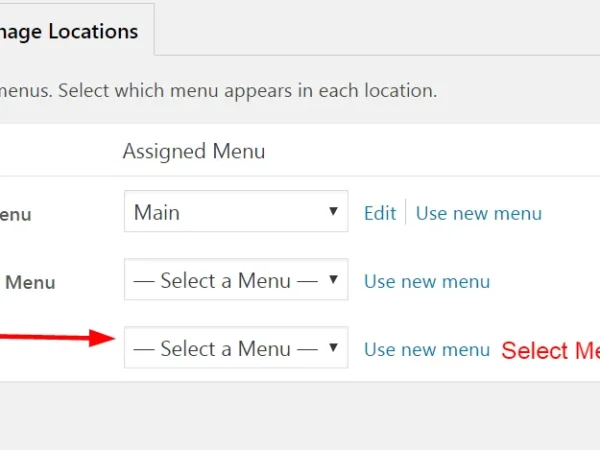 nage Locations
menus. Select which menu appears in each location.
Assigned Menu
enu Main ▼ Edit | Use new menu
Menu — Select a Menu — ▼ Use new menu
— Select a Menu — ▼ Use new menu Select Me